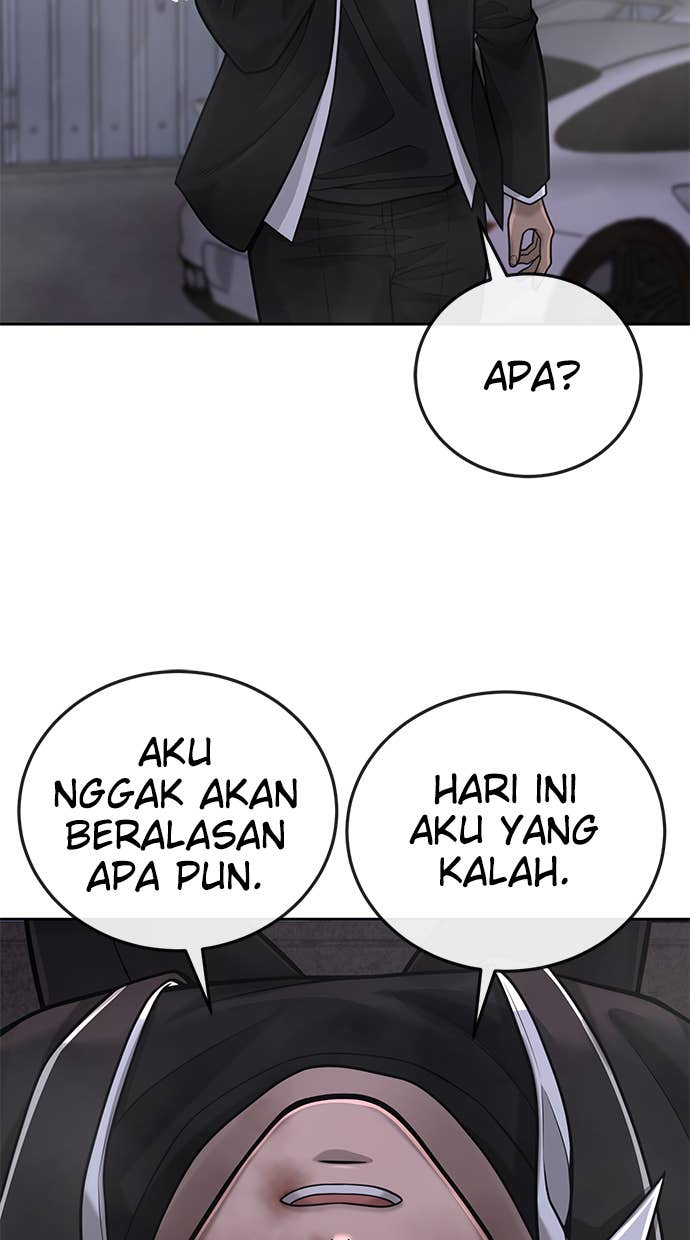 APA?
AKU
NGGAK AKAN
BERALASAN
APA PUN.
HARI INI
AKU YANG
KALAH.